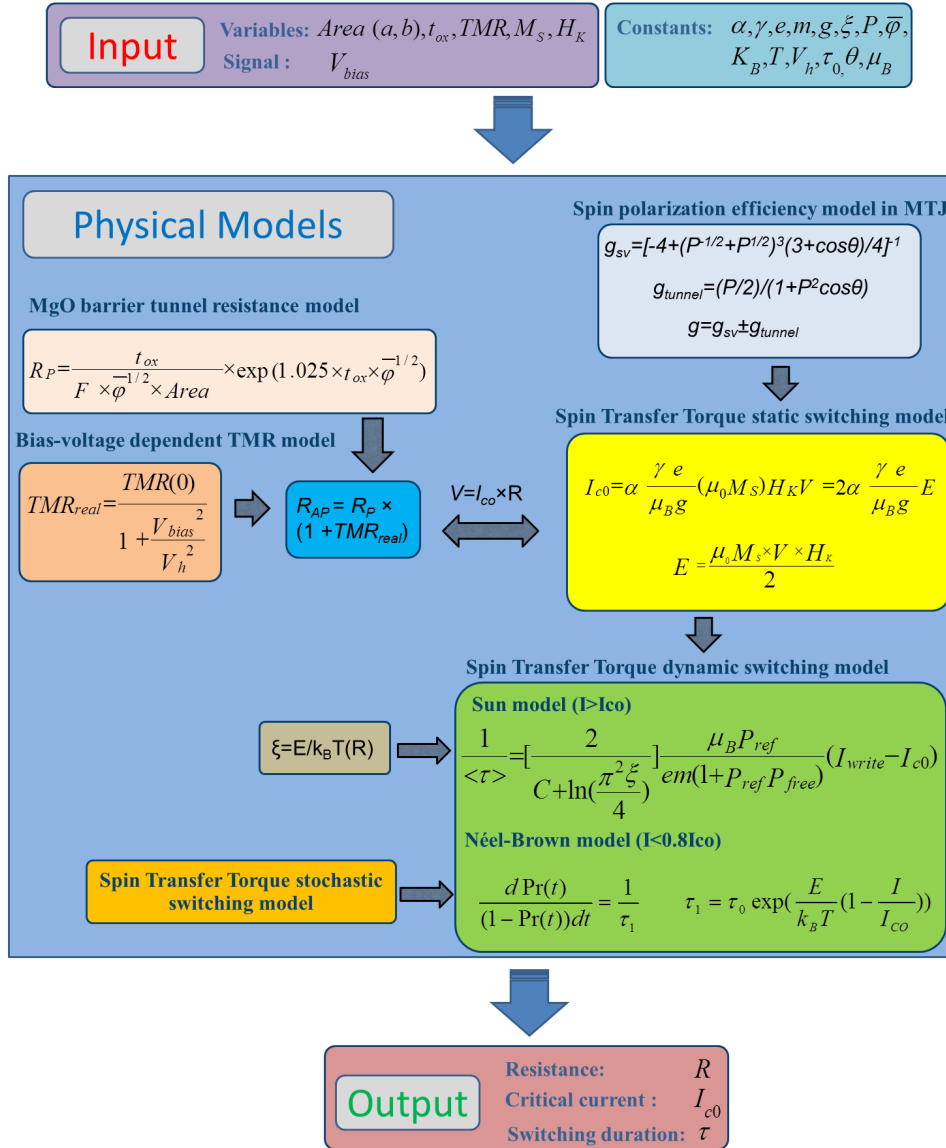 Input
Variables: Area (a,b), t_ox, TMR, M_S, H_K
Signal : V_bias
Constants: α, γ, e, m, g, ξ, P, φ̅,
K_B, T, V_h, τ_0, θ, μ_B
Physical Models
Spin polarization efficiency model in MTJ
g_sv=[-4+(P^-1/2+P^1/2)^3(3+cosθ)/4]^-1
g_tunnel=(P/2)/(1+P^2cosθ)
g=g_sv±g_tunnel
MgO barrier tunnel resistance model
R_P = t_ox / (F × φ̅^1/2 × Area) × exp(1.025 × t_ox × φ̅^1/2)
Spin Transfer Torque static switching model
I_c0 = α (γ e / μ_B g)(μ_0 M_S) H_K V = 2α (γ e / μ_B g) E
E = (μ_0 M_S × V × H_K) / 2
Bias-voltage dependent TMR model
TMR_real = TMR(0) / (1 + V_bias^2 / V_h^2)
R_AP = R_P ×
(1 + TMR_real)
V=I_co×R
Spin Transfer Torque dynamic switching model
Sun model (I>Ico)
ξ=E/k_BT(R)
1/<τ> = [2 / (C + ln(π^2 ξ / 4))] μ_B P_ref / (em(1+P_ref P_free)) (I_write − I_c0)
Néel-Brown model (I<0.8Ico)
Spin Transfer Torque stochastic
switching model
d Pr(t) / ((1 − Pr(t))dt) = 1/τ_1    τ_1 = τ_0 exp(E/(k_B T) (1 − I/I_CO))
Output
Resistance: R
Critical current : I_c0
Switching duration: τ